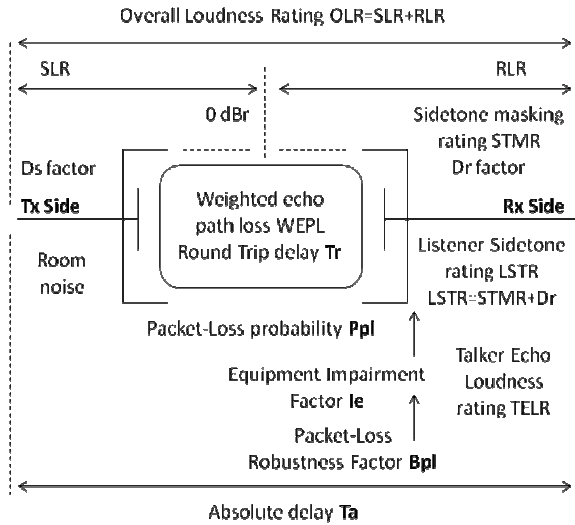 Overall Loudness Rating OLR=SLR+RLR
SLR
RLR
0 dBr
Sidetone masking
rating STMR
Dr factor
Ds factor
Tx Side
Weighted echo
path loss WEPL
Round Trip delay Tr
Rx Side
Room
noise
Listener Sidetone
rating LSTR
LSTR=STMR+Dr
Packet-Loss probability Ppl
Equipment Impairment
Factor Ie
Talker Echo
Loudness
rating TELR
Packet-Loss
Robustness Factor Bpl
Absolute delay Ta